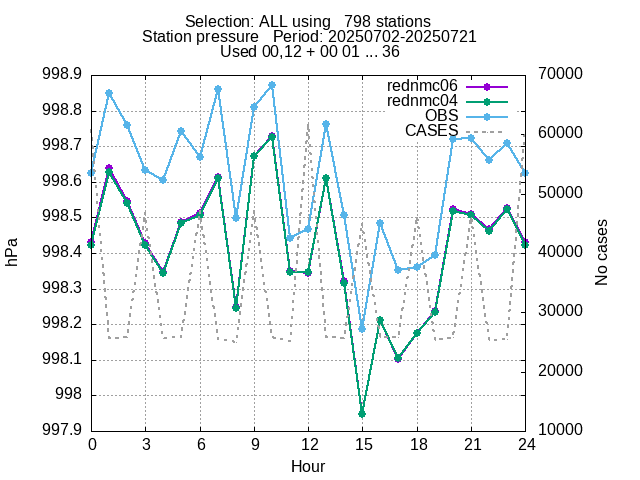 Selection: ALL using   798 stations
Station pressure   Period: 20250702-20250721
Used 00,12 + 00 01 ... 36
998.9
998.8
998.7
998.6
998.5
998.4
998.3
998.2
998.1
998
997.9
hPa
rednmc06
rednmc04
OBS
CASES
70000
60000
50000
40000
30000
20000
10000
No cases
0 3 6 9 12 15 18 21 24
Hour